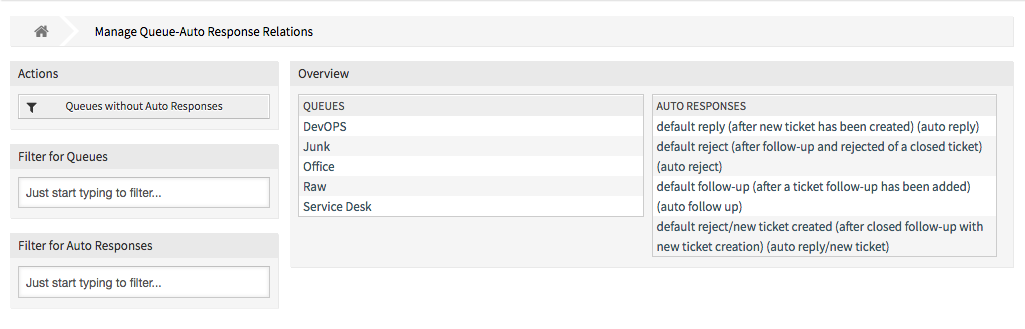 Manage Queue-Auto Response Relations
Actions
Queues without Auto Responses
Filter for Queues
Just start typing to filter...
Filter for Auto Responses
Just start typing to filter...
Overview
QUEUES
DevOPS
Junk
Office
Raw
Service Desk
AUTO RESPONSES
default reply (after new ticket has been created) (auto reply)
default reject (after follow-up and rejected of a closed ticket)
(auto reject)
default follow-up (after a ticket follow-up has been added)
(auto follow up)
default reject/new ticket created (after closed follow-up with
new ticket creation) (auto reply/new ticket)